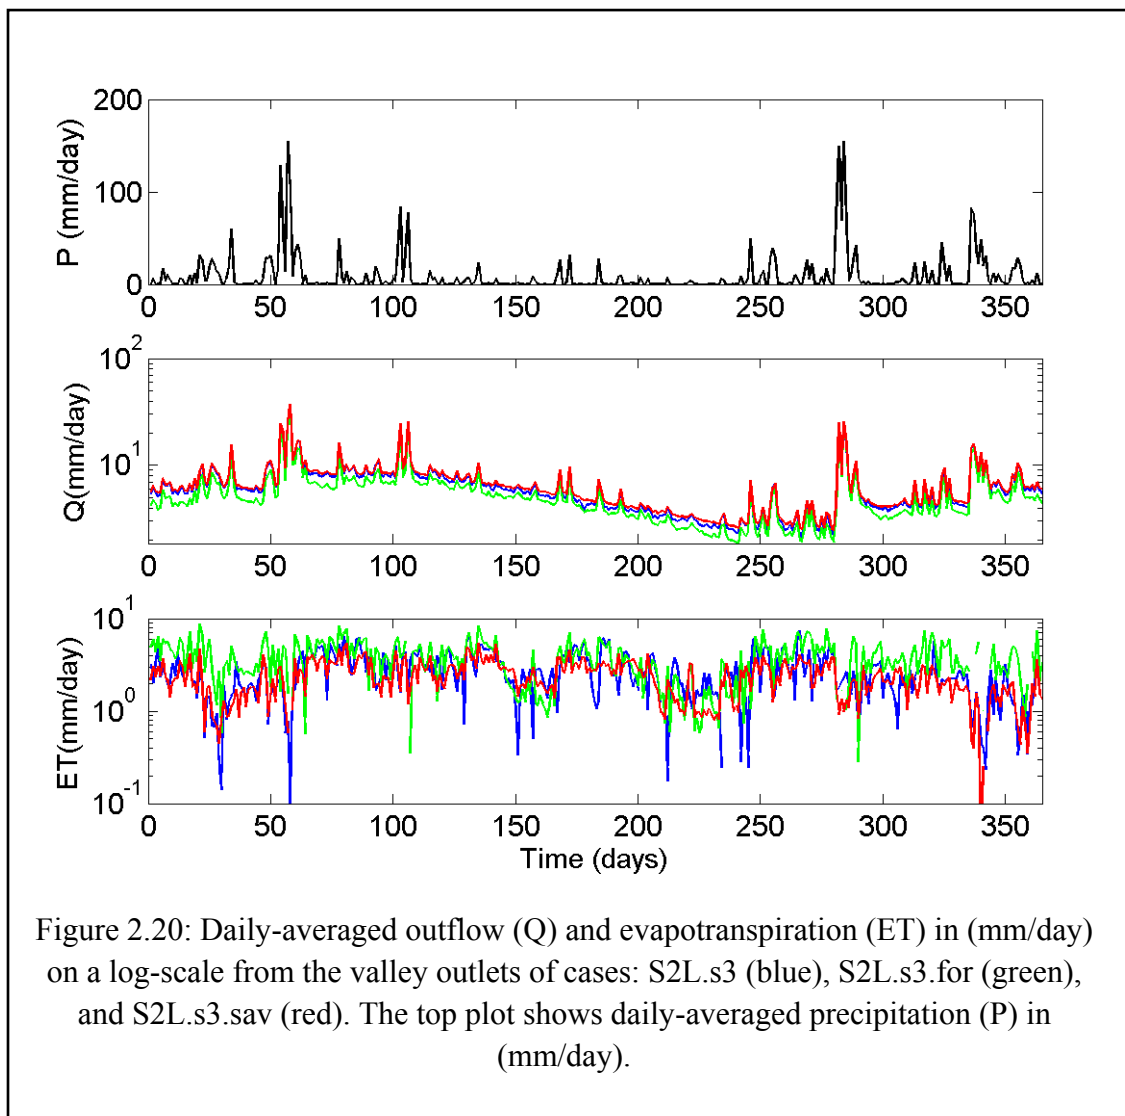 200
100
0
P (mm/day)
0 50 100 150 200 250 300 350
10^2
10^1
Q(mm/day)
0 50 100 150 200 250 300 350
10^1
10^0
10^-1
ET(mm/day)
0 50 100 150 200 250 300 350
Time (days)
Figure 2.20: Daily-averaged outflow (Q) and evapotranspiration (ET) in (mm/day)
on a log-scale from the valley outlets of cases: S2L.s3 (blue), S2L.s3.for (green),
and S2L.s3.sav (red). The top plot shows daily-averaged precipitation (P) in
(mm/day).